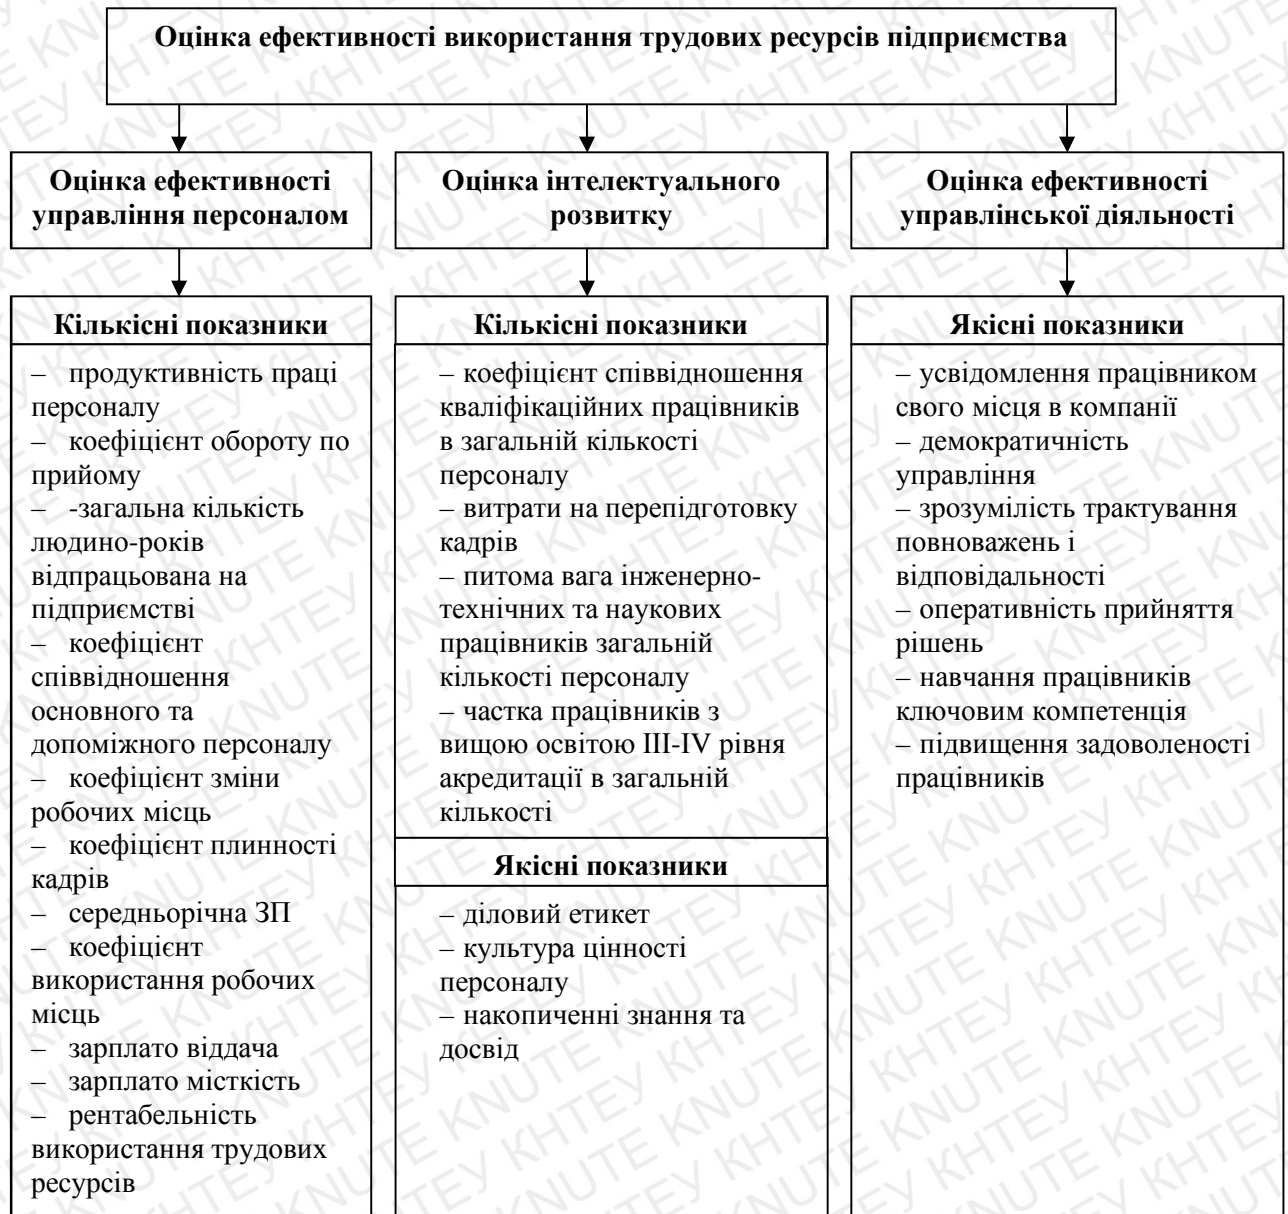 Оцінка ефективності використання трудових ресурсів підприємства
Оцінка ефективності
управління персоналом
Оцінка інтелектуального
розвитку
Оцінка ефективності
управлінської діяльності
Кількісні показники
– продуктивність праці
персоналу
– коефіцієнт обороту по
прийому
– -загальна кількість
людино-років
відпрацьована на
підприємстві
– коефіцієнт
співвідношення
основного та
допоміжного персоналу
– коефіцієнт зміни
робочих місць
– коефіцієнт плинності
кадрів
– середньорічна ЗП
– коефіцієнт
використання робочих
місць
– зарплато віддача
– зарплато місткість
– рентабельність
використання трудових
ресурсів
Кількісні показники
– коефіцієнт співвідношення
кваліфікаційних працівників
в загальній кількості
персоналу
– витрати на перепідготовку
кадрів
– питома вага інженерно-
технічних та наукових
працівників загальній
кількості персоналу
– частка працівників з
вищою освітою III-IV рівня
акредитації в загальній
кількості
Якісні показники
– діловий етикет
– культура цінності
персоналу
– накопиченні знання та
досвід
Якісні показники
– усвідомлення працівником
свого місця в компанії
– демократичність
управління
– зрозумілість трактування
повноважень і
відповідальності
– оперативність прийняття
рішень
– навчання працівників
ключовим компетенція
– підвищення задоволеності
працівників